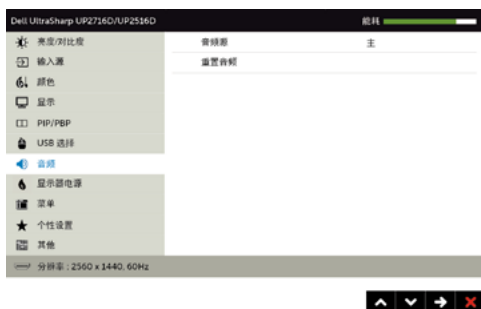 Dell UltraSharp UP2716D/UP2516D
能耗
亮度/对比度
音频源
主
输入源
重置音频
颜色
显示
PIP/PBP
USB 选择
音频
显示器电源
菜单
个性设置
其他
分辨率 : 2560 x 1440, 60Hz